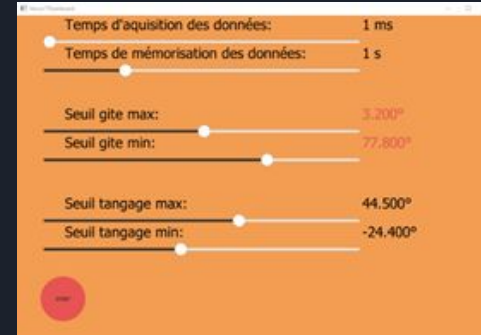 Temps d'aquisition des données: 1 ms
Temps de mémorisation des données: 1 s
Seuil gite max: 3.200°
Seuil gite min: 77.800°
Seuil tangage max: 44.500°
Seuil tangage min: -24.400°